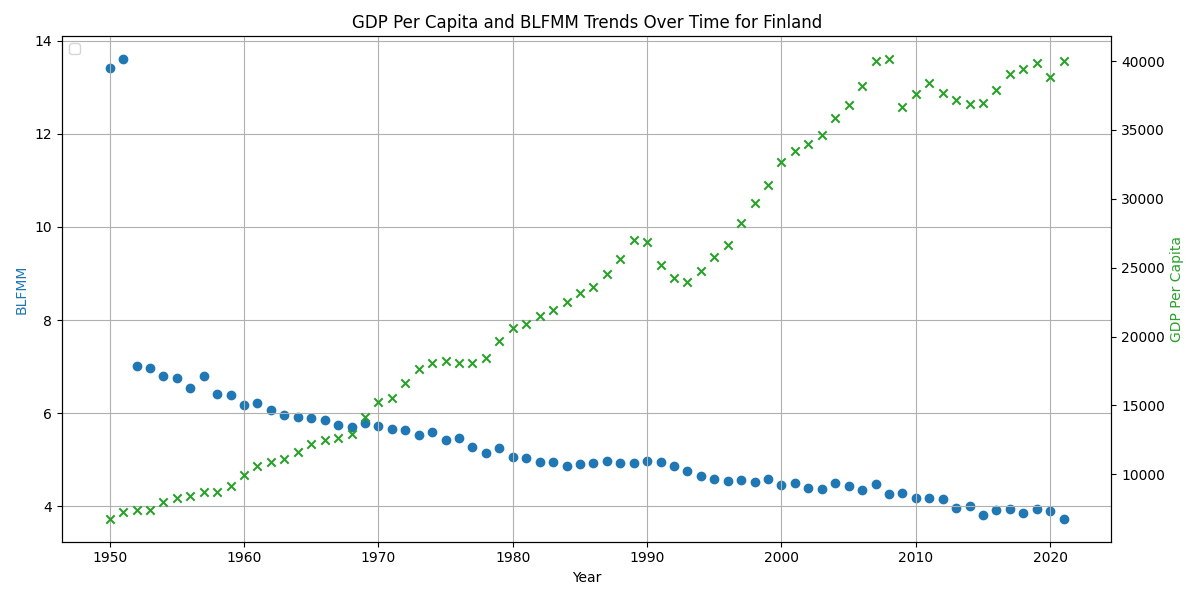 GDP Per Capita and BLFMM Trends Over Time for Finland
14
12
10
8
6
4
BLFMM
40000
35000
30000
25000
20000
15000
10000
GDP Per Capita
1950 1960 1970 1980 1990 2000 2010 2020
Year